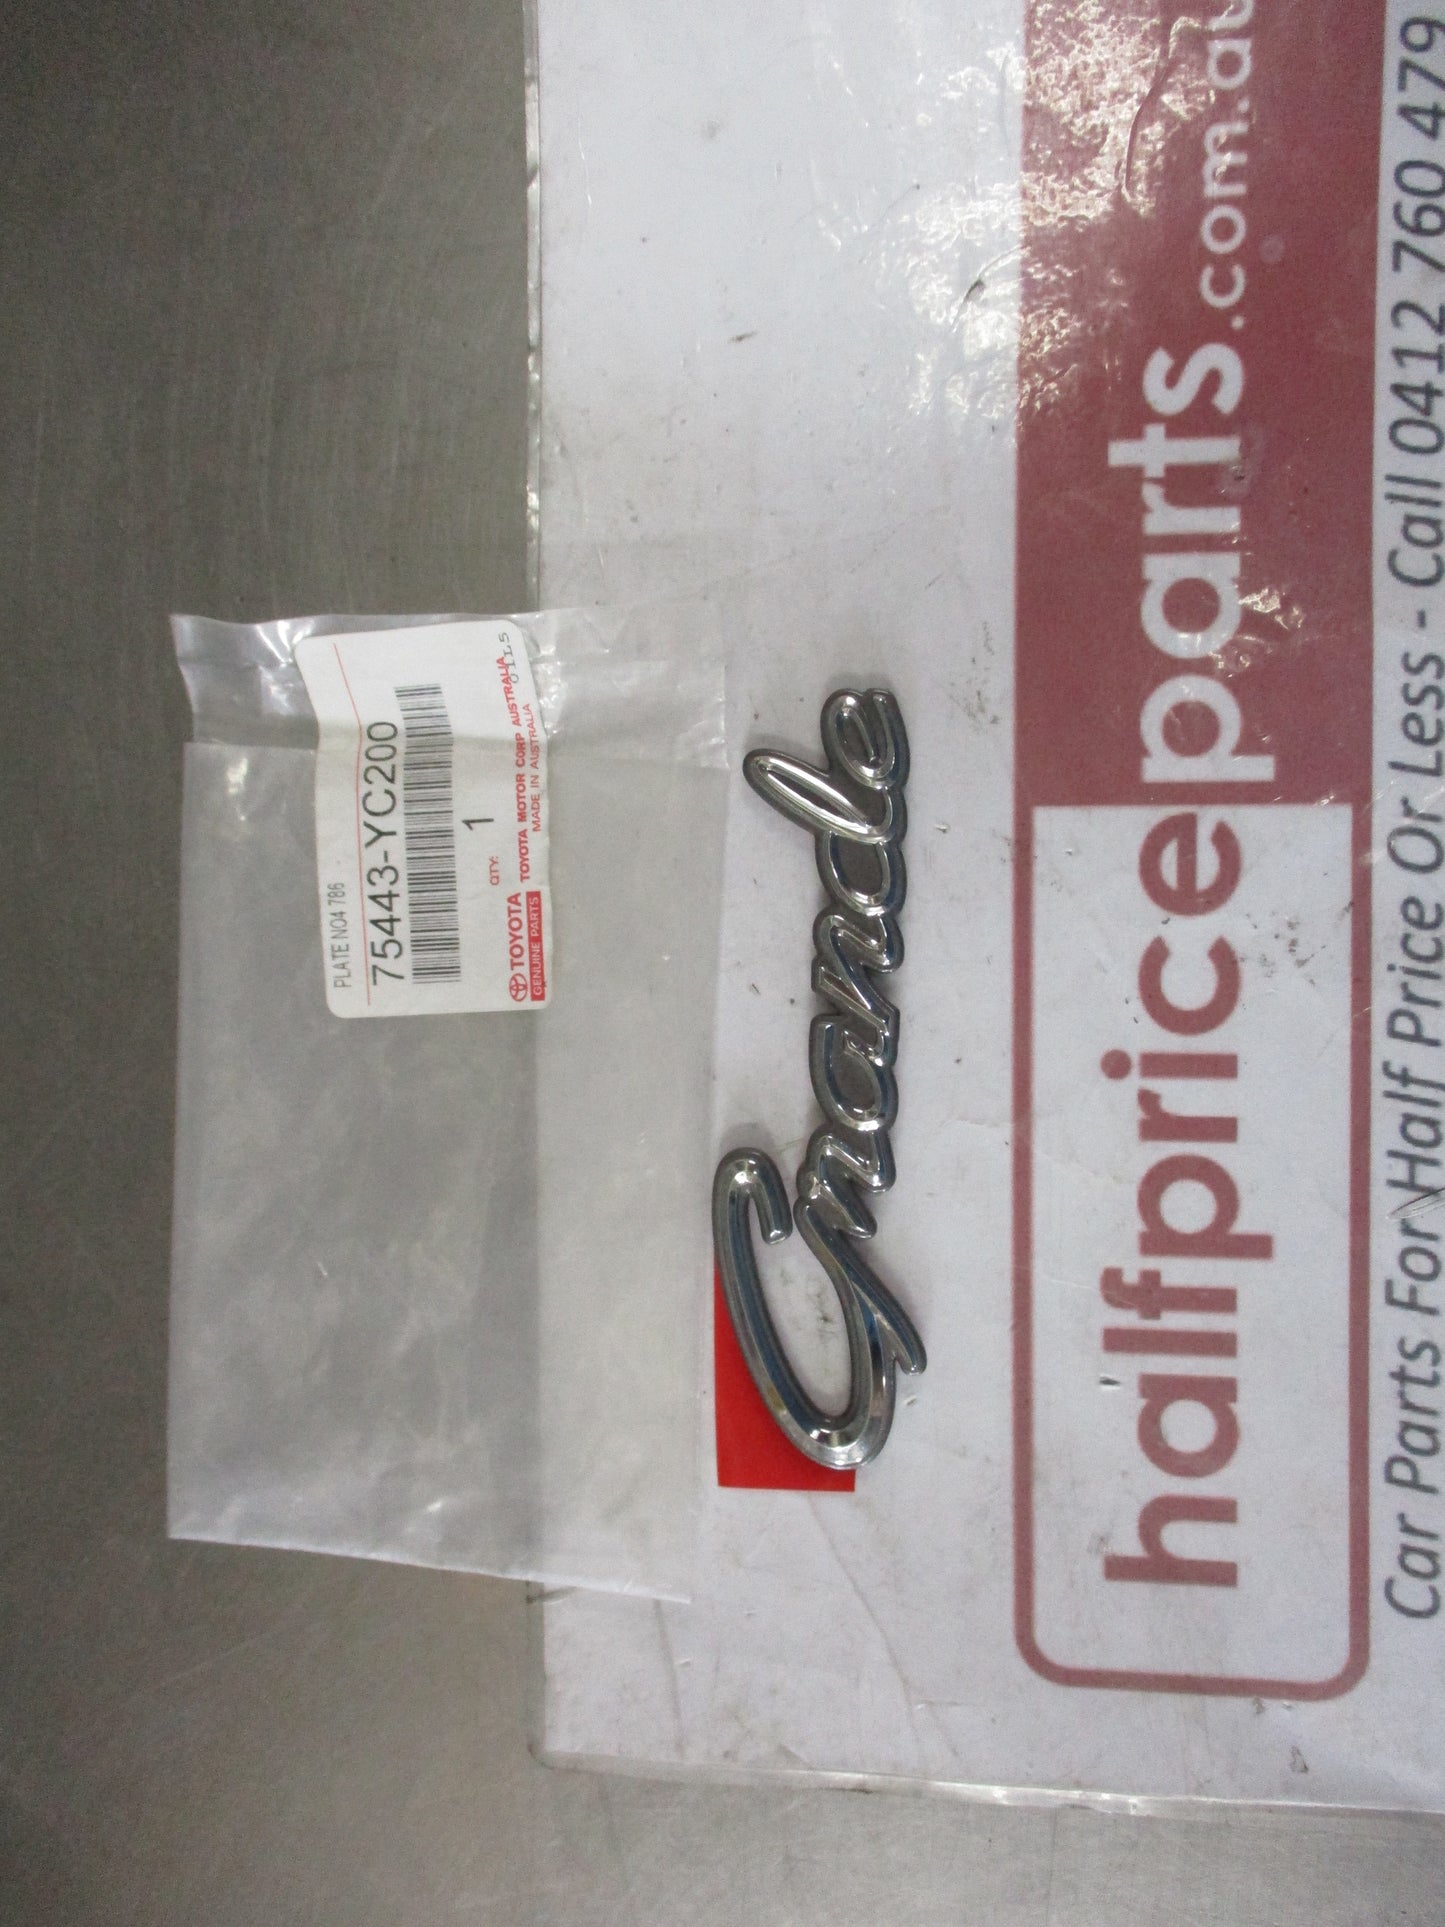 PLATE NO4 786
75443-YC200
QTY: 1
TOYOTA
GENUINE PARTS
TOYOTA MOTOR CORP AUSTRALIA
MADE IN AUSTRALIA
Grande
halfpriceparts.com.au
Car Parts For Half Price Or Less - Call 0412 760 479